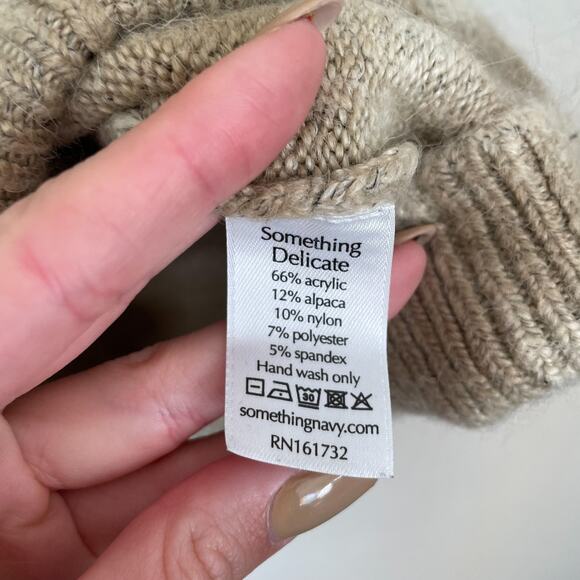 Something
Delicate
66% acrylic
12% alpaca
10% nylon
7% polyester
5% spandex
Hand wash only
30
somethingnavy.com
RN161732